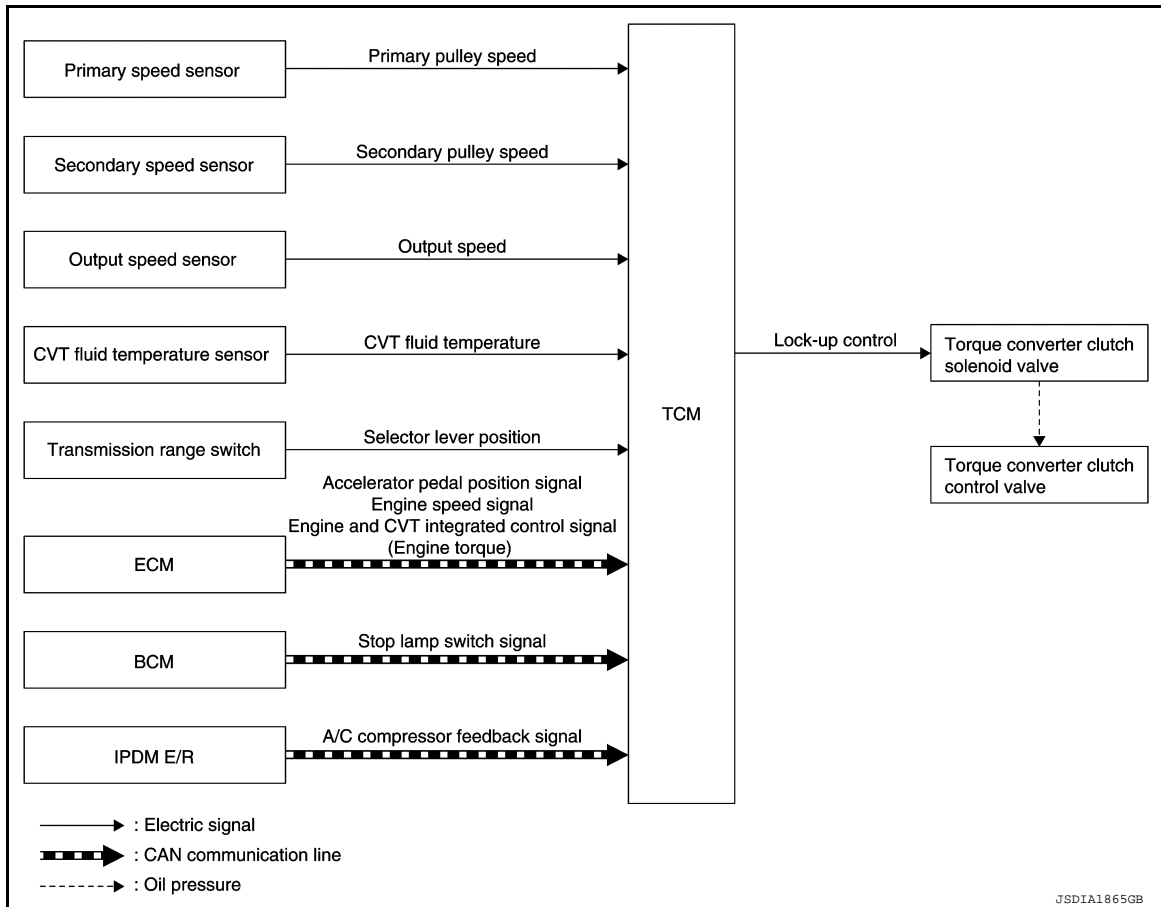 Primary speed sensor
Primary pulley speed
Secondary speed sensor
Secondary pulley speed
Output speed sensor
Output speed
CVT fluid temperature sensor
CVT fluid temperature
Transmission range switch
Selector lever position
ECM
Accelerator pedal position signal
Engine speed signal
Engine and CVT integrated control signal
(Engine torque)
BCM
Stop lamp switch signal
IPDM E/R
A/C compressor feedback signal
TCM
Lock-up control
Torque converter clutch
solenoid valve
Torque converter clutch
control valve
: Electric signal
: CAN communication line
: Oil pressure
JSDIA1865GB